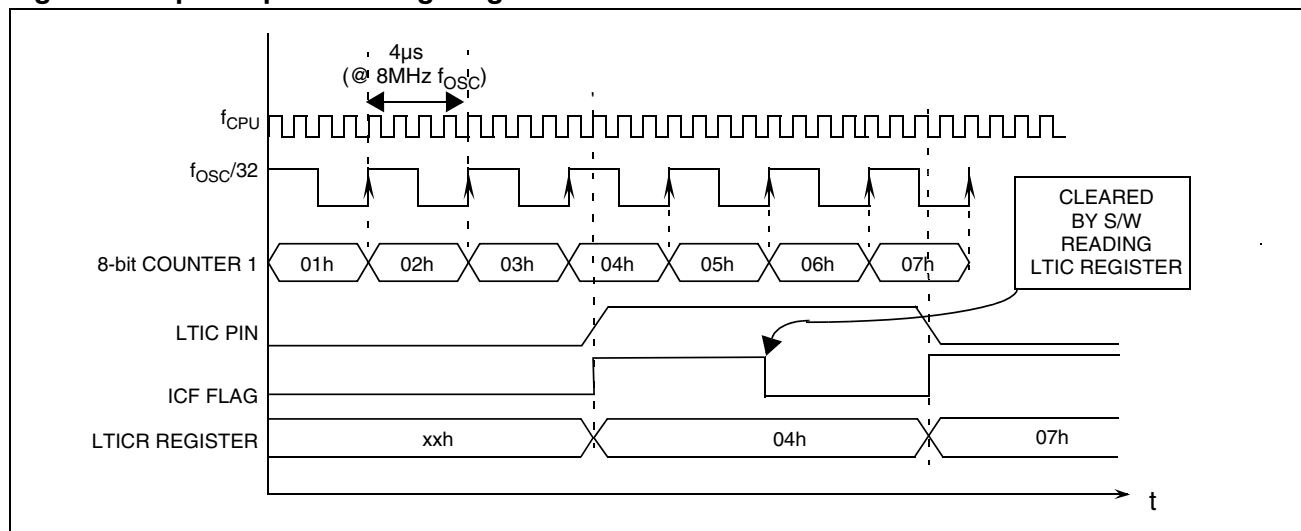 4µs
(@ 8MHz fOSC)
fCPU
fOSC/32
8-bit COUNTER 1
01h
02h
03h
04h
05h
06h
07h
CLEARED
BY S/W
READING
LTIC REGISTER
LTIC PIN
ICF FLAG
LTICR REGISTER
xxh
04h
07h
t